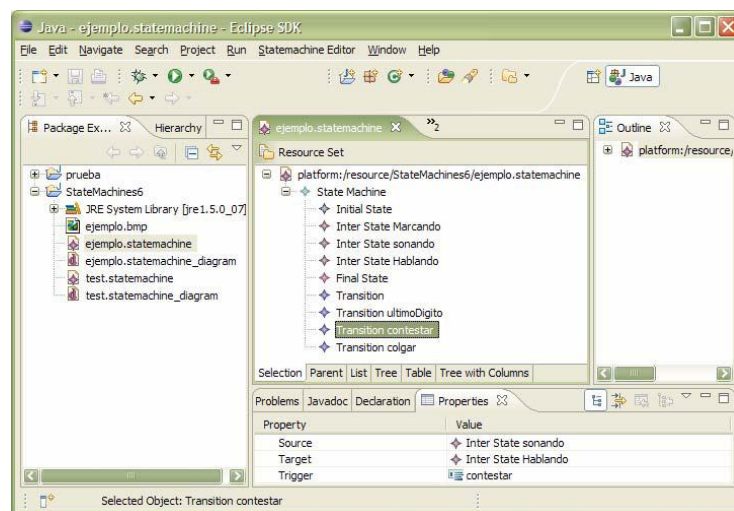 Java - ejemplo.statemachine - Eclipse SDK
File Edit Navigate Search Project Run Statemachine Editor Window Help
Java
Package Ex... Hierarchy
ejemplo.statemachine
»2
Outline
Resource Set
platform:/resource/
prueba
StateMachines6
JRE System Library [jre1.5.0_07]
ejemplo.bmp
ejemplo.statemachine
ejemplo.statemachine_diagram
test.statemachine
test.statemachine_diagram
platform:/resource/StateMachines6/ejemplo.statemachine
State Machine
Initial State
Inter State Marcando
Inter State sonando
Inter State Hablando
Final State
Transition
Transition ultimoDigito
Transition contestar
Transition colgar
Selection Parent List Tree Table Tree with Columns
Problems Javadoc Declaration Properties
Property Value
Source Inter State sonando
Target Inter State Hablando
Trigger contestar
Selected Object: Transition contestar